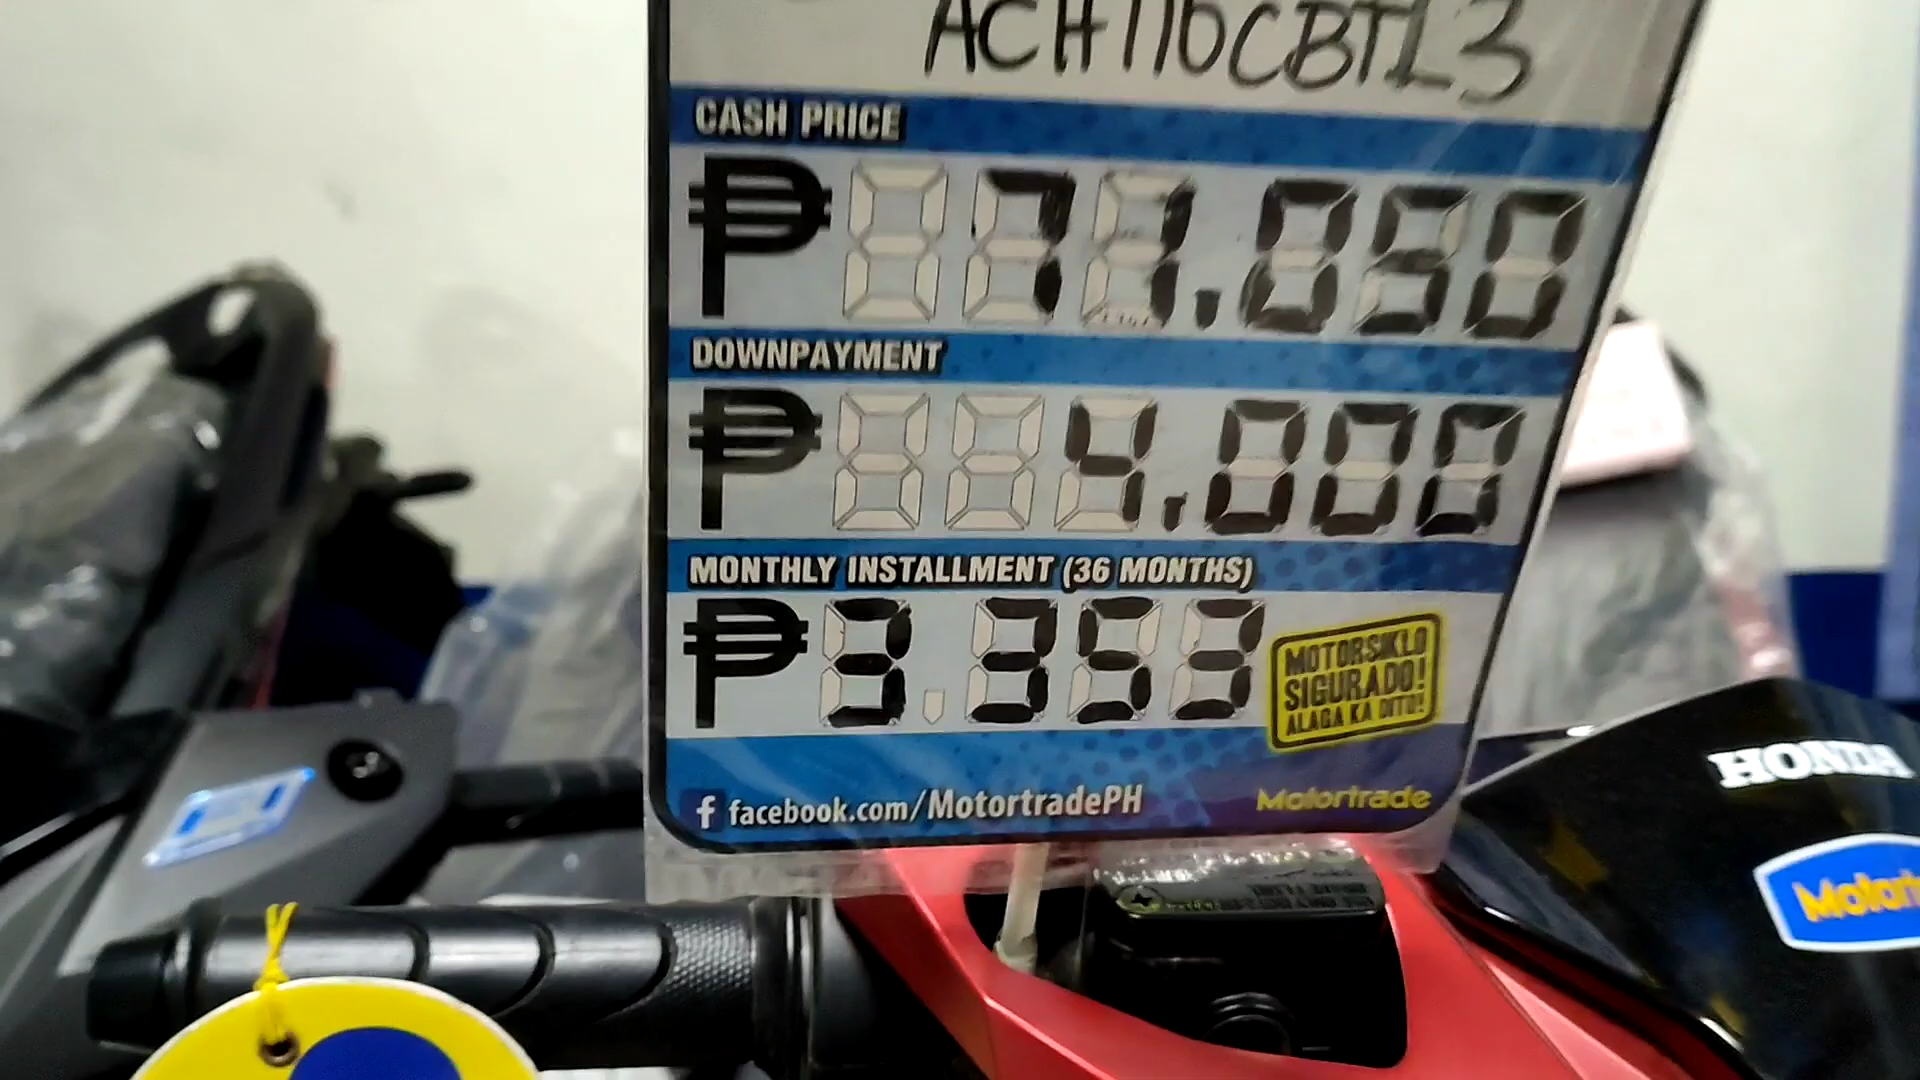 ACH110CBTL3
CASH PRICE
₱ 71,050
DOWNPAYMENT
₱ 4,000
MONTHLY INSTALLMENT (36 MONTHS)
₱3,353
MOTORSIKLO
SIGURADO!
ALAGA KA DITO!
f facebook.com/MotortradePH
Motortrade
HONDA